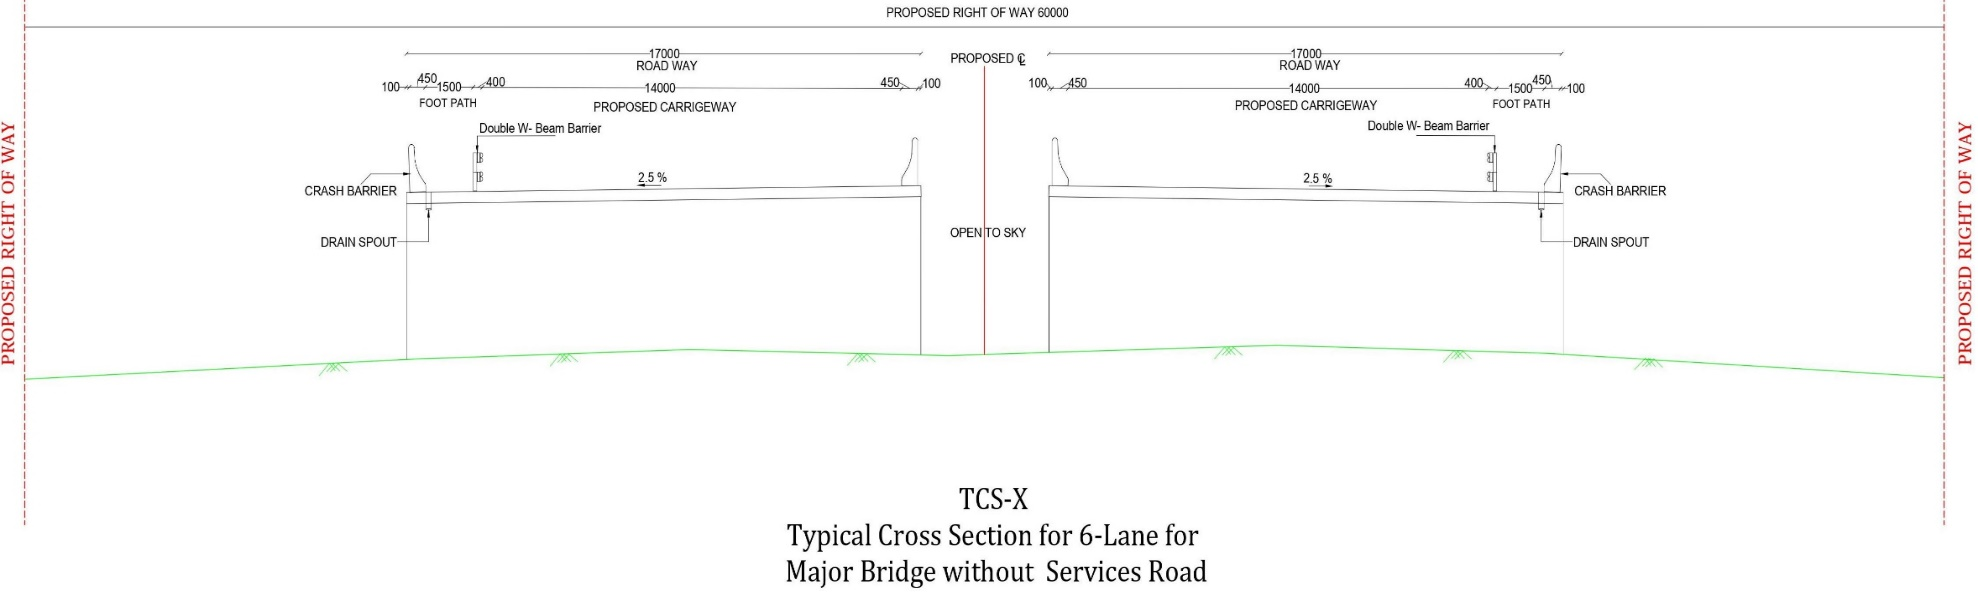 PROPOSED RIGHT OF WAY 60000
17000
ROAD WAY
PROPOSED ℄
17000
ROAD WAY
100 450 1500 400 14000 450 100
100 450 14000 400 1500 450 100
FOOT PATH
PROPOSED CARRIGEWAY
PROPOSED CARRIGEWAY
FOOT PATH
Double W- Beam Barrier
Double W- Beam Barrier
2.5 %
2.5 %
CRASH BARRIER
CRASH BARRIER
OPEN TO SKY
DRAIN SPOUT
DRAIN SPOUT
PROPOSED RIGHT OF WAY
PROPOSED RIGHT OF WAY
TCS-X
Typical Cross Section for 6-Lane for
Major Bridge without Services Road